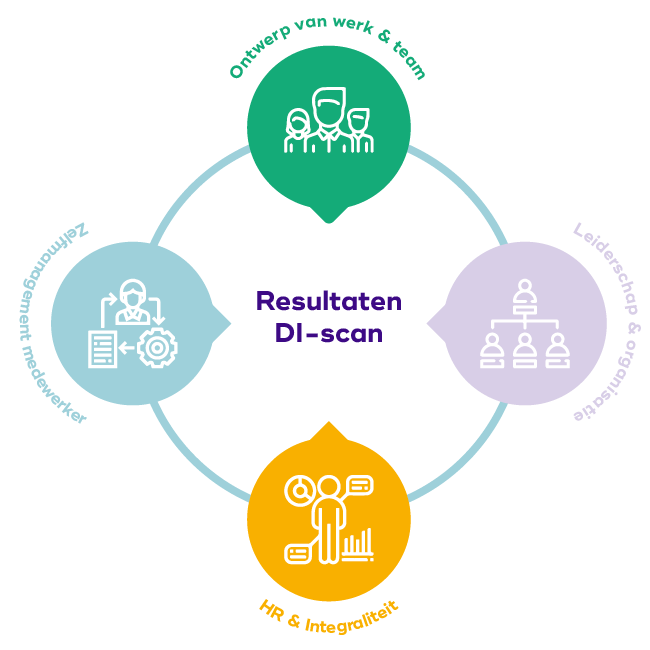 Ontwerp van werk & team
Zelfmanagement medewerker
Resultaten
DI-scan
Leiderschap & organisatie
HR & Integraliteit